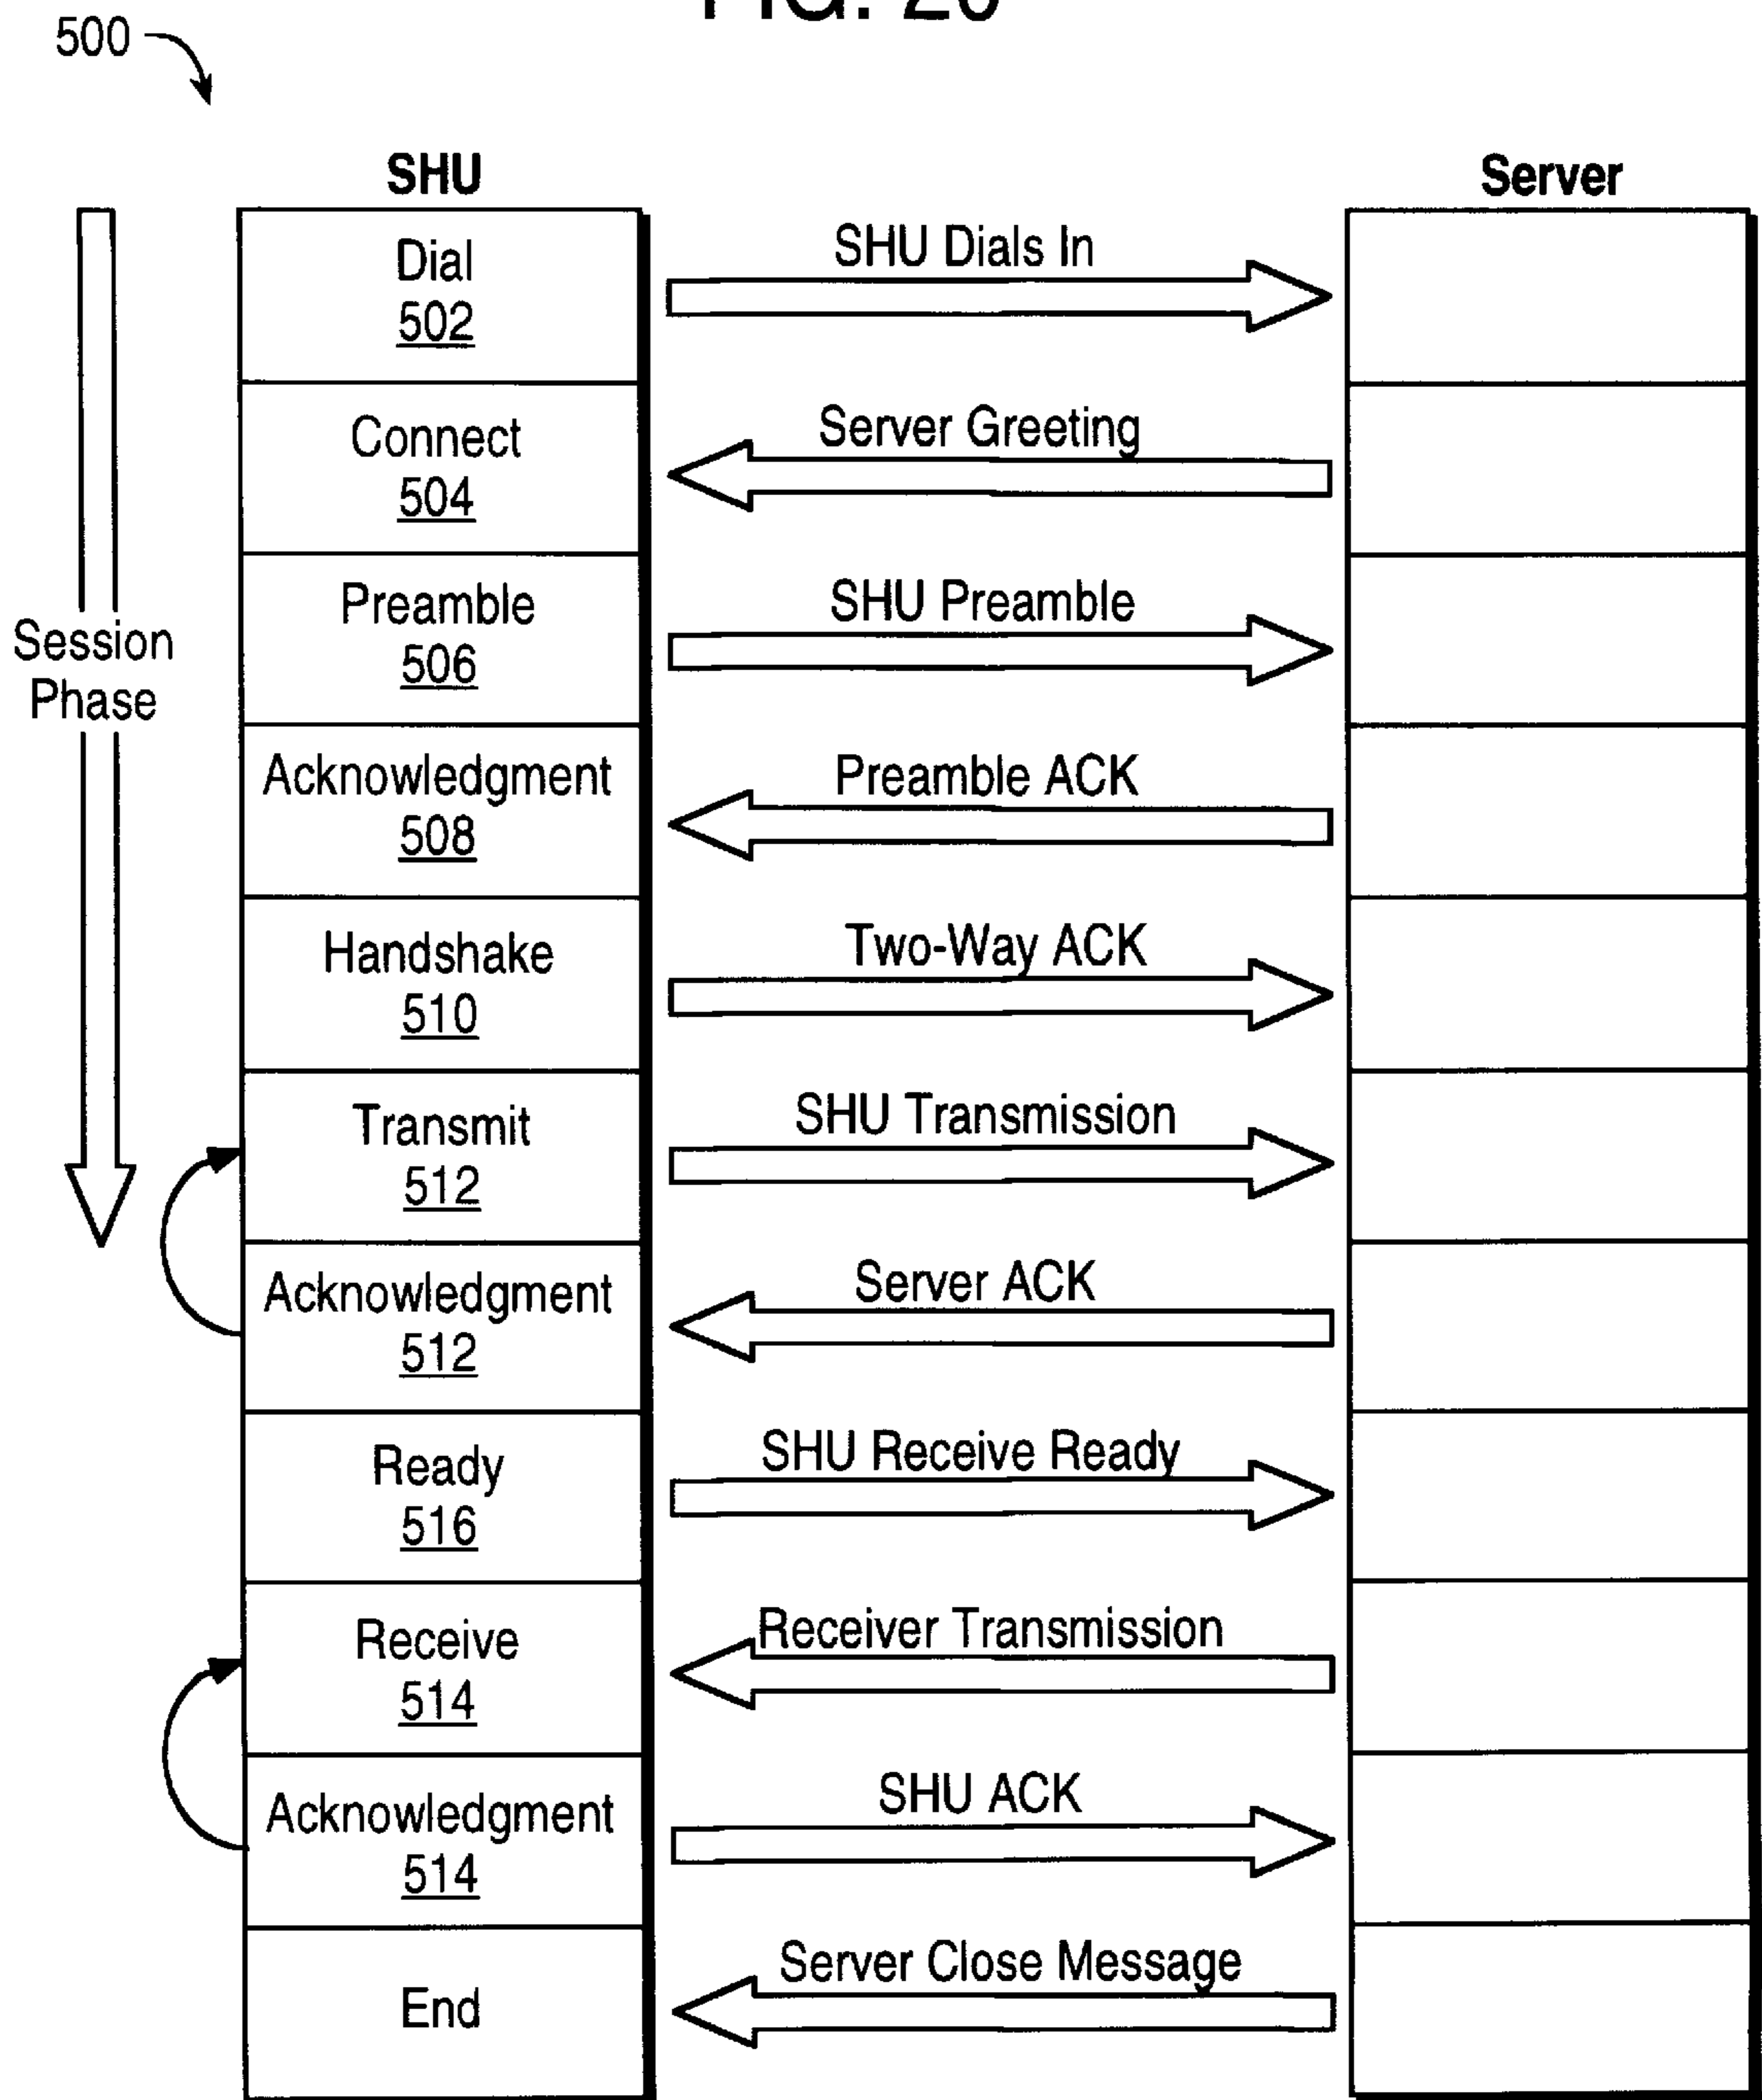 FIG. 20
500
SHU
Server
Dial
502
SHU Dials In
Connect
504
Server Greeting
Preamble
506
SHU Preamble
Session
Phase
Acknowledgment
508
Preamble ACK
Handshake
510
Two-Way ACK
Transmit
512
SHU Transmission
Acknowledgment
512
Server ACK
Ready
516
SHU Receive Ready
Receive
514
Receiver Transmission
Acknowledgment
514
SHU ACK
End
Server Close Message